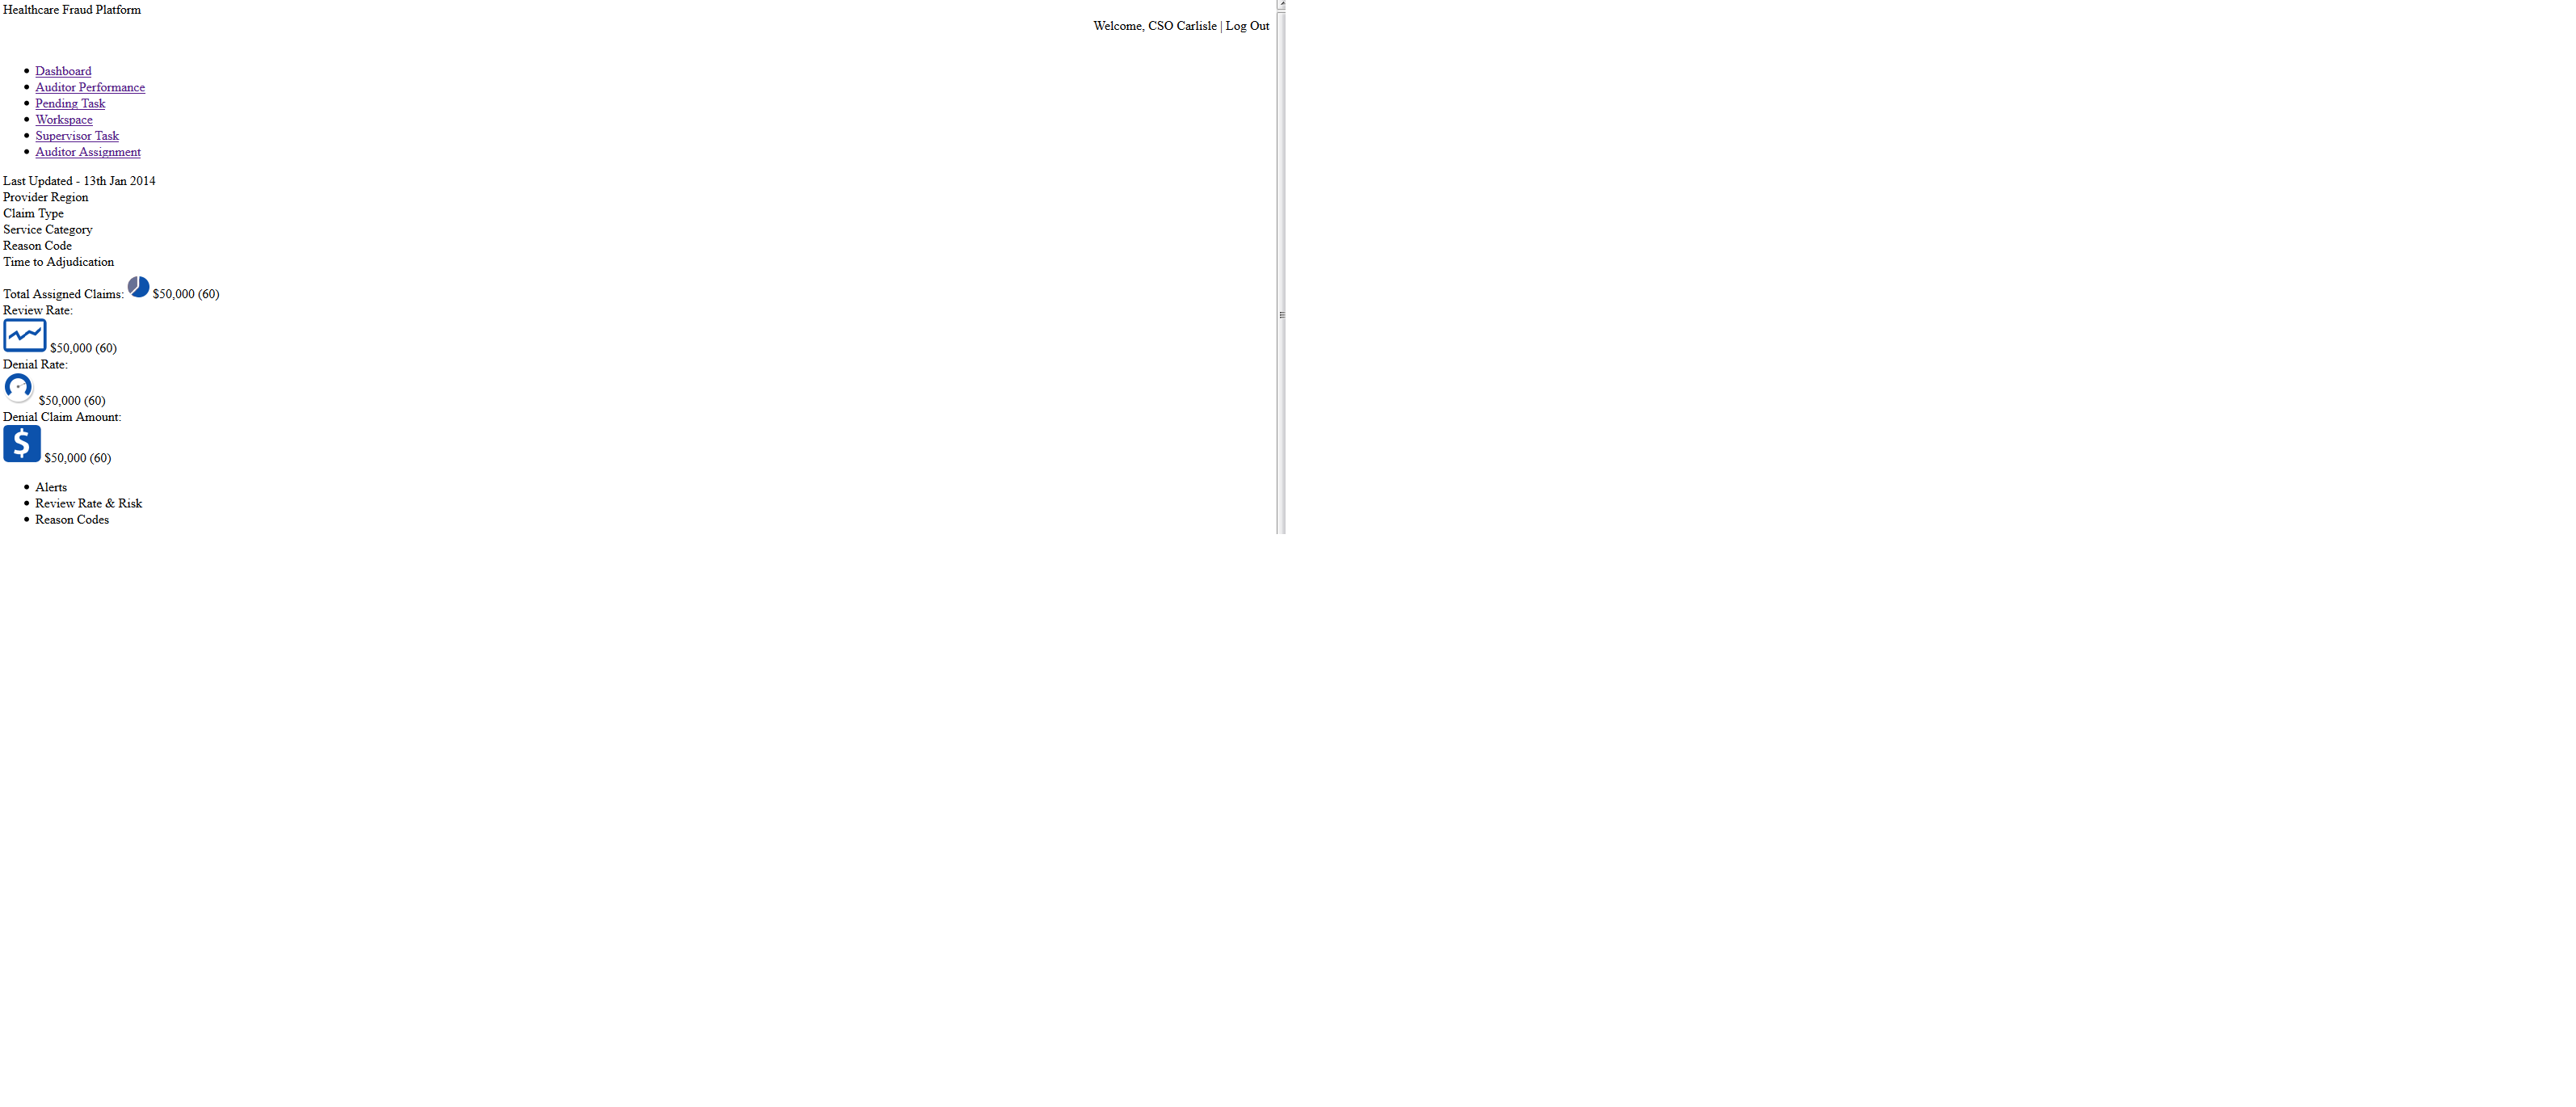 Healthcare Fraud Platform
Welcome, CSO Carlisle | Log Out
Dashboard
Auditor Performance
Pending Task
Workspace
Supervisor Task
Auditor Assignment
Last Updated - 13th Jan 2014
Provider Region
Claim Type
Service Category
Reason Code
Time to Adjudication
Total Assigned Claims: $50,000 (60)
Review Rate:
$50,000 (60)
Denial Rate:
$50,000 (60)
Denial Claim Amount:
$ $50,000 (60)
Alerts
Review Rate & Risk
Reason Codes